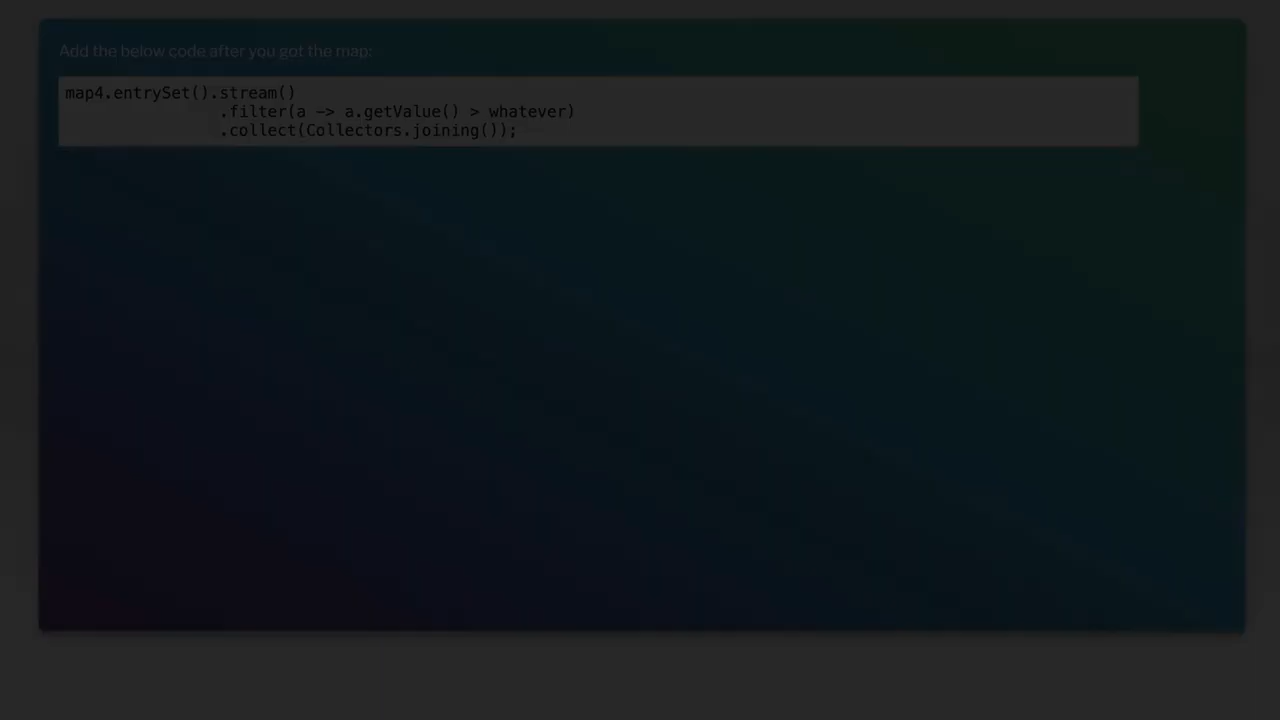 Add the below code after you got the map:
map4.entrySet().stream()
.filter(a -> a.getValue() > whatever)
.collect(Collectors.joining());